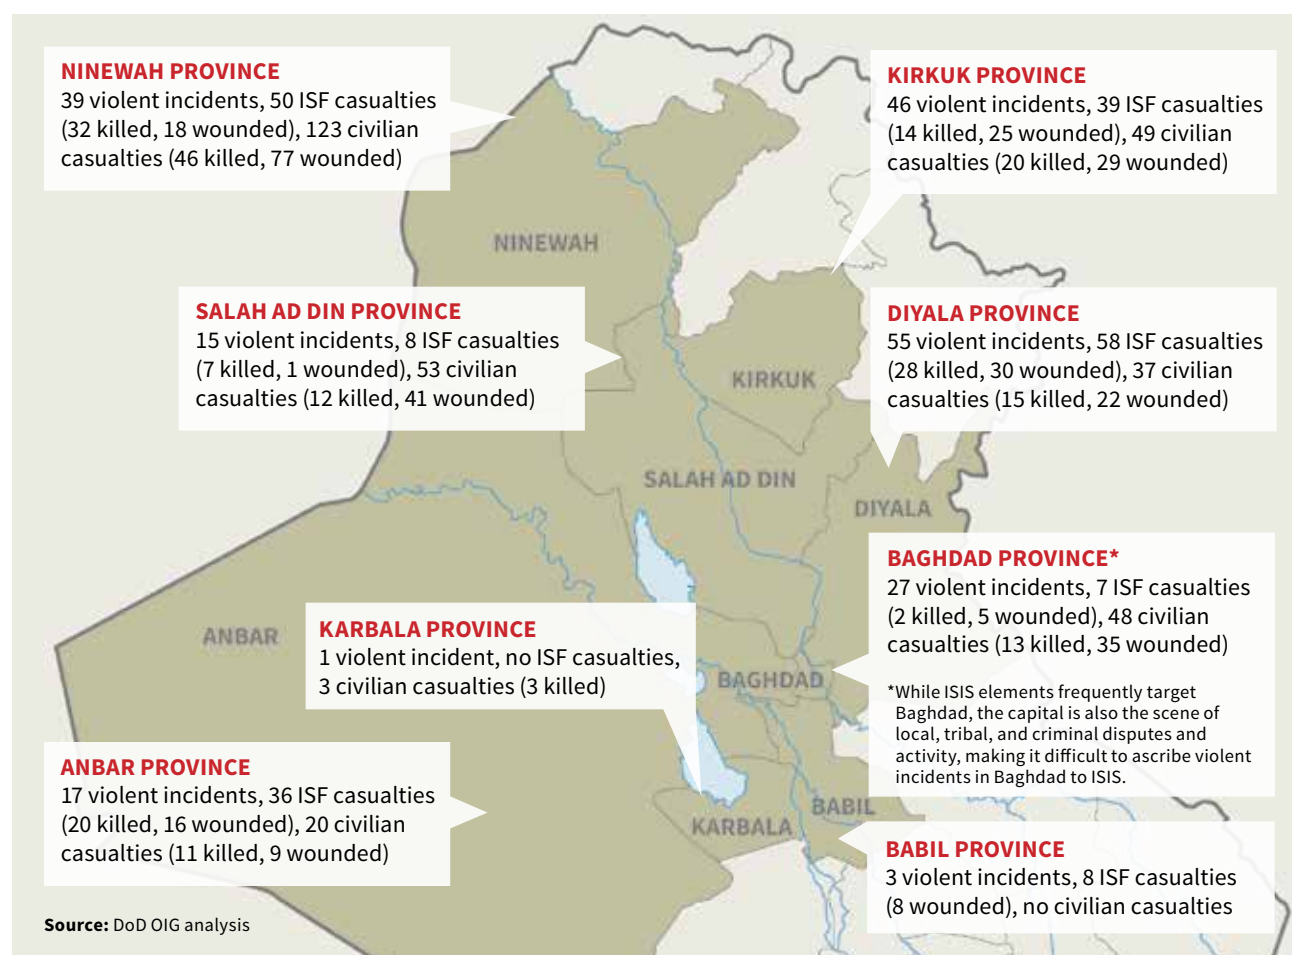 NINEWAH PROVINCE
39 violent incidents, 50 ISF casualties
(32 killed, 18 wounded), 123 civilian
casualties (46 killed, 77 wounded)
KIRKUK PROVINCE
46 violent incidents, 39 ISF casualties
(14 killed, 25 wounded), 49 civilian
casualties (20 killed, 29 wounded)
NINEWAH
SALAH AD DIN PROVINCE
15 violent incidents, 8 ISF casualties
(7 killed, 1 wounded), 53 civilian
casualties (12 killed, 41 wounded)
DIYALA PROVINCE
55 violent incidents, 58 ISF casualties
(28 killed, 30 wounded), 37 civilian
casualties (15 killed, 22 wounded)
KIRKUK
SALAH AD DIN
DIYALA
BAGHDAD PROVINCE*
27 violent incidents, 7 ISF casualties
(2 killed, 5 wounded), 48 civilian
casualties (13 killed, 35 wounded)
*While ISIS elements frequently target
Baghdad, the capital is also the scene of
local, tribal, and criminal disputes and
activity, making it difficult to ascribe violent
incidents in Baghdad to ISIS.
ANBAR
KARBALA PROVINCE
1 violent incident, no ISF casualties,
3 civilian casualties (3 killed)
BAGHDAD
ANBAR PROVINCE
17 violent incidents, 36 ISF casualties
(20 killed, 16 wounded), 20 civilian
casualties (11 killed, 9 wounded)
BABIL
KARBALA
BABIL PROVINCE
3 violent incidents, 8 ISF casualties
(8 wounded), no civilian casualties
Source: DoD OIG analysis